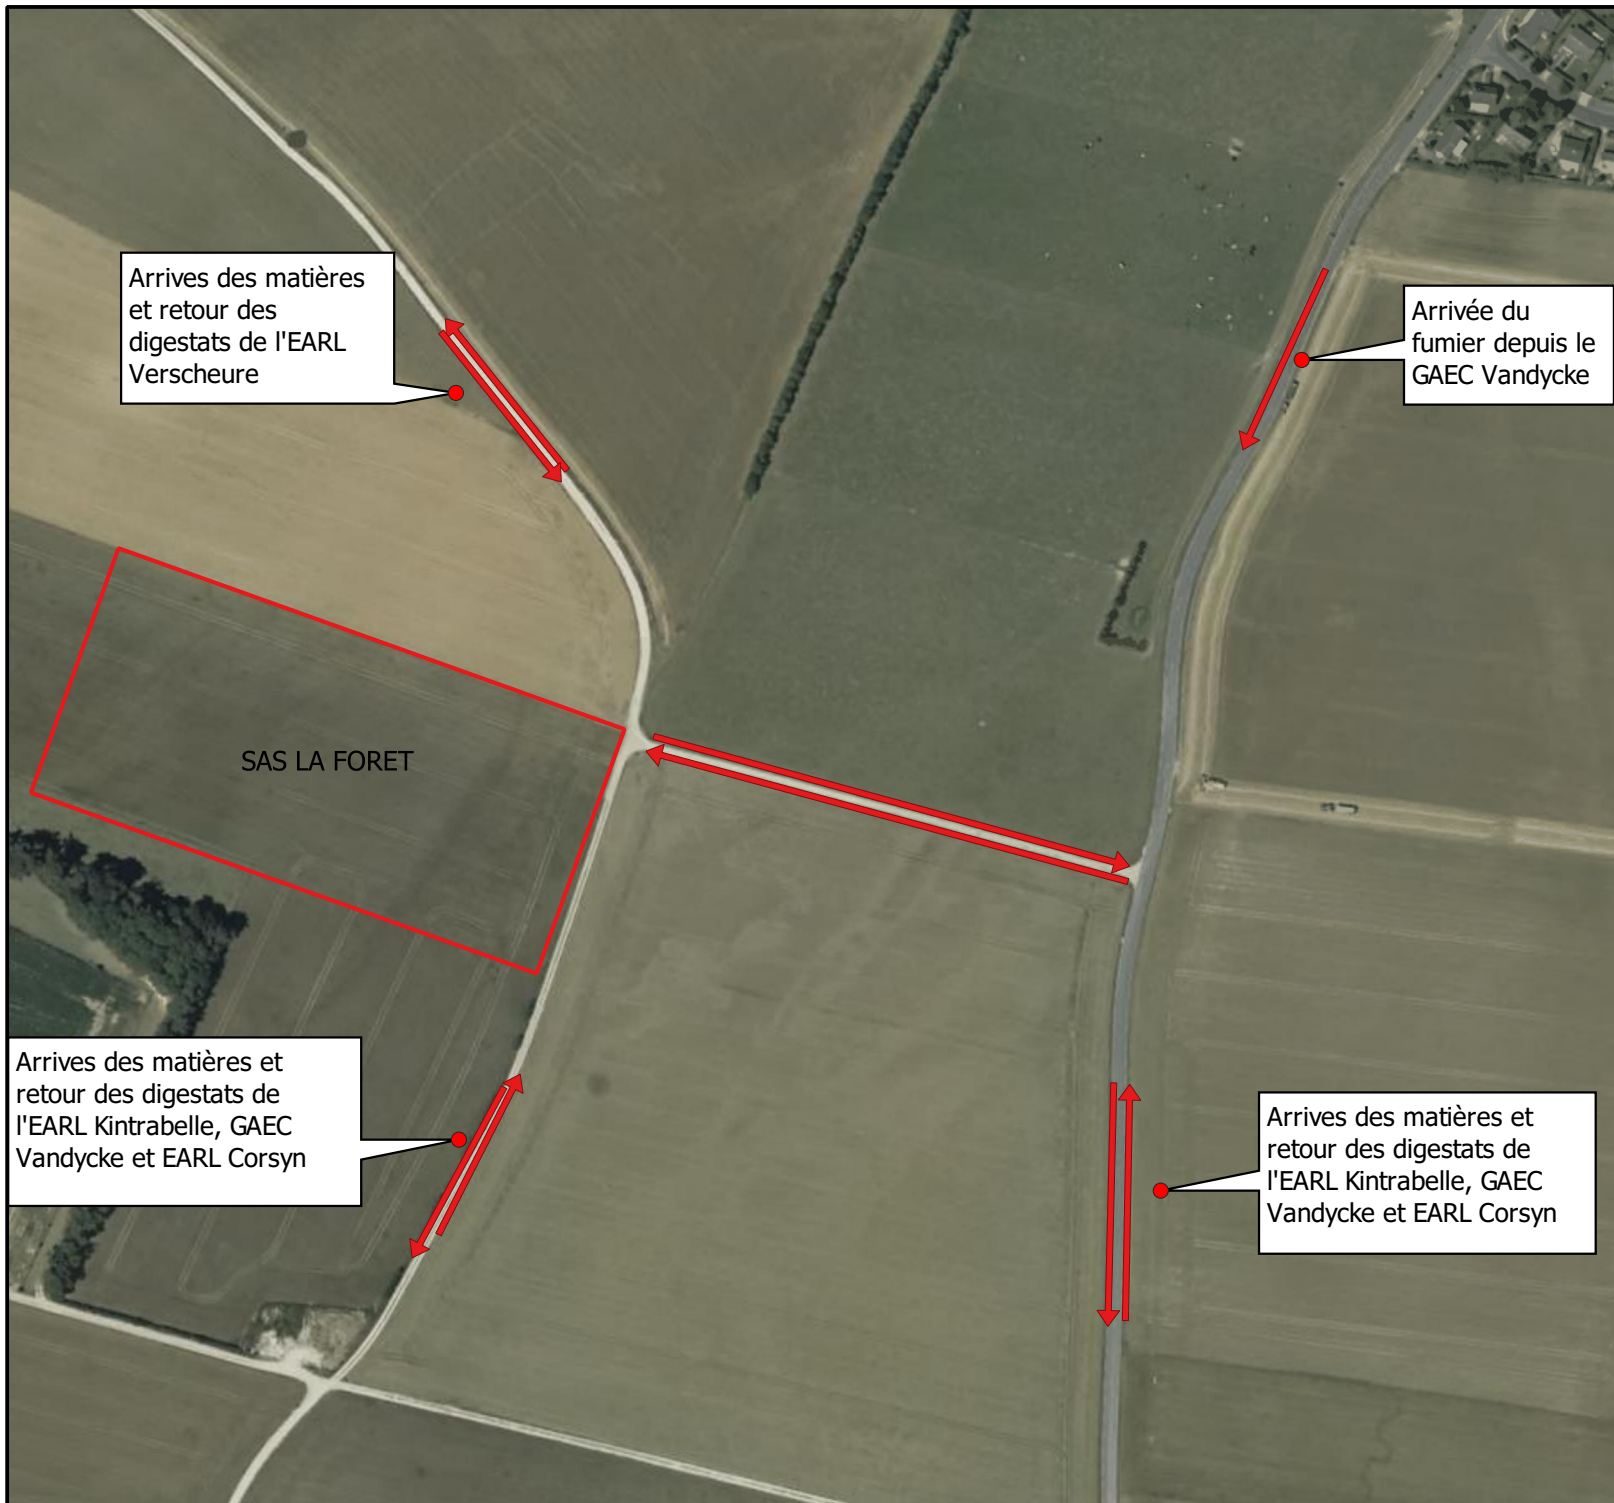 Arrives des matières
et retour des
digestats de l'EARL
Verscheure
Arrivée du
fumier depuis le
GAEC Vandycke
SAS LA FORET
Arrives des matières et
retour des digestats de
l'EARL Kintrabelle, GAEC
Vandycke et EARL Corsyn
Arrives des matières et
retour des digestats de
l'EARL Kintrabelle, GAEC
Vandycke et EARL Corsyn